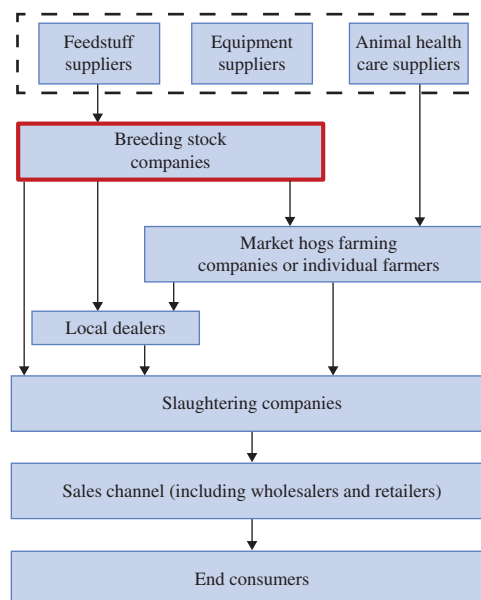 Feedstuff
suppliers
Equipment
suppliers
Animal health
care suppliers
Breeding stock
companies
Market hogs farming
companies or individual farmers
Local dealers
Slaughtering companies
Sales channel (including wholesalers and retailers)
End consumers